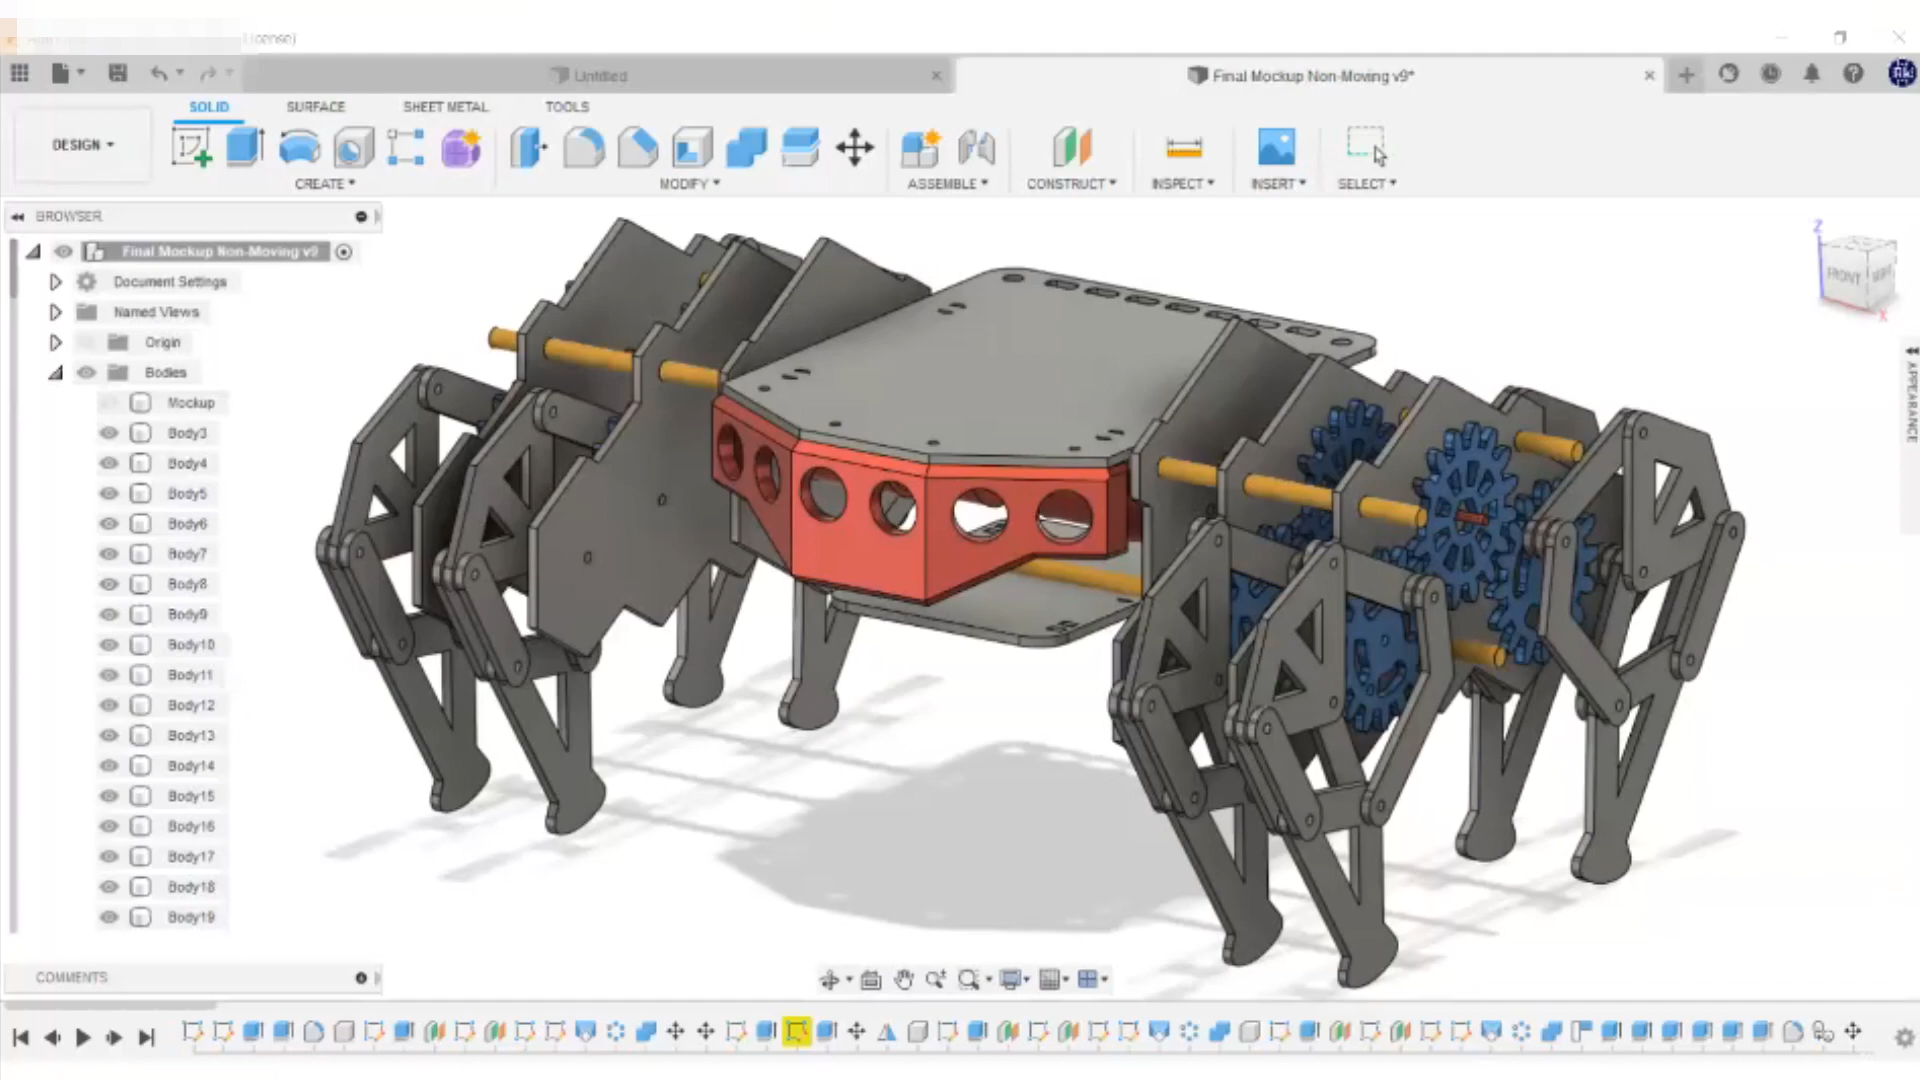 License)
Untitled
Final Mockup Non-Moving v9*
SOLID
SURFACE
SHEET METAL
TOOLS
DESIGN
CREATE
MODIFY
ASSEMBLE
CONSTRUCT
INSPECT
INSERT
SELECT
BROWSER
Final Mockup Non-Moving v9
Document Settings
Named Views
Origin
Bodies
Mockup
Body3
Body4
Body5
Body6
Body7
Body8
Body9
Body10
Body11
Body12
Body13
Body14
Body15
Body16
Body17
Body18
Body19
Z
FRONT
X
APPEARANCE
COMMENTS